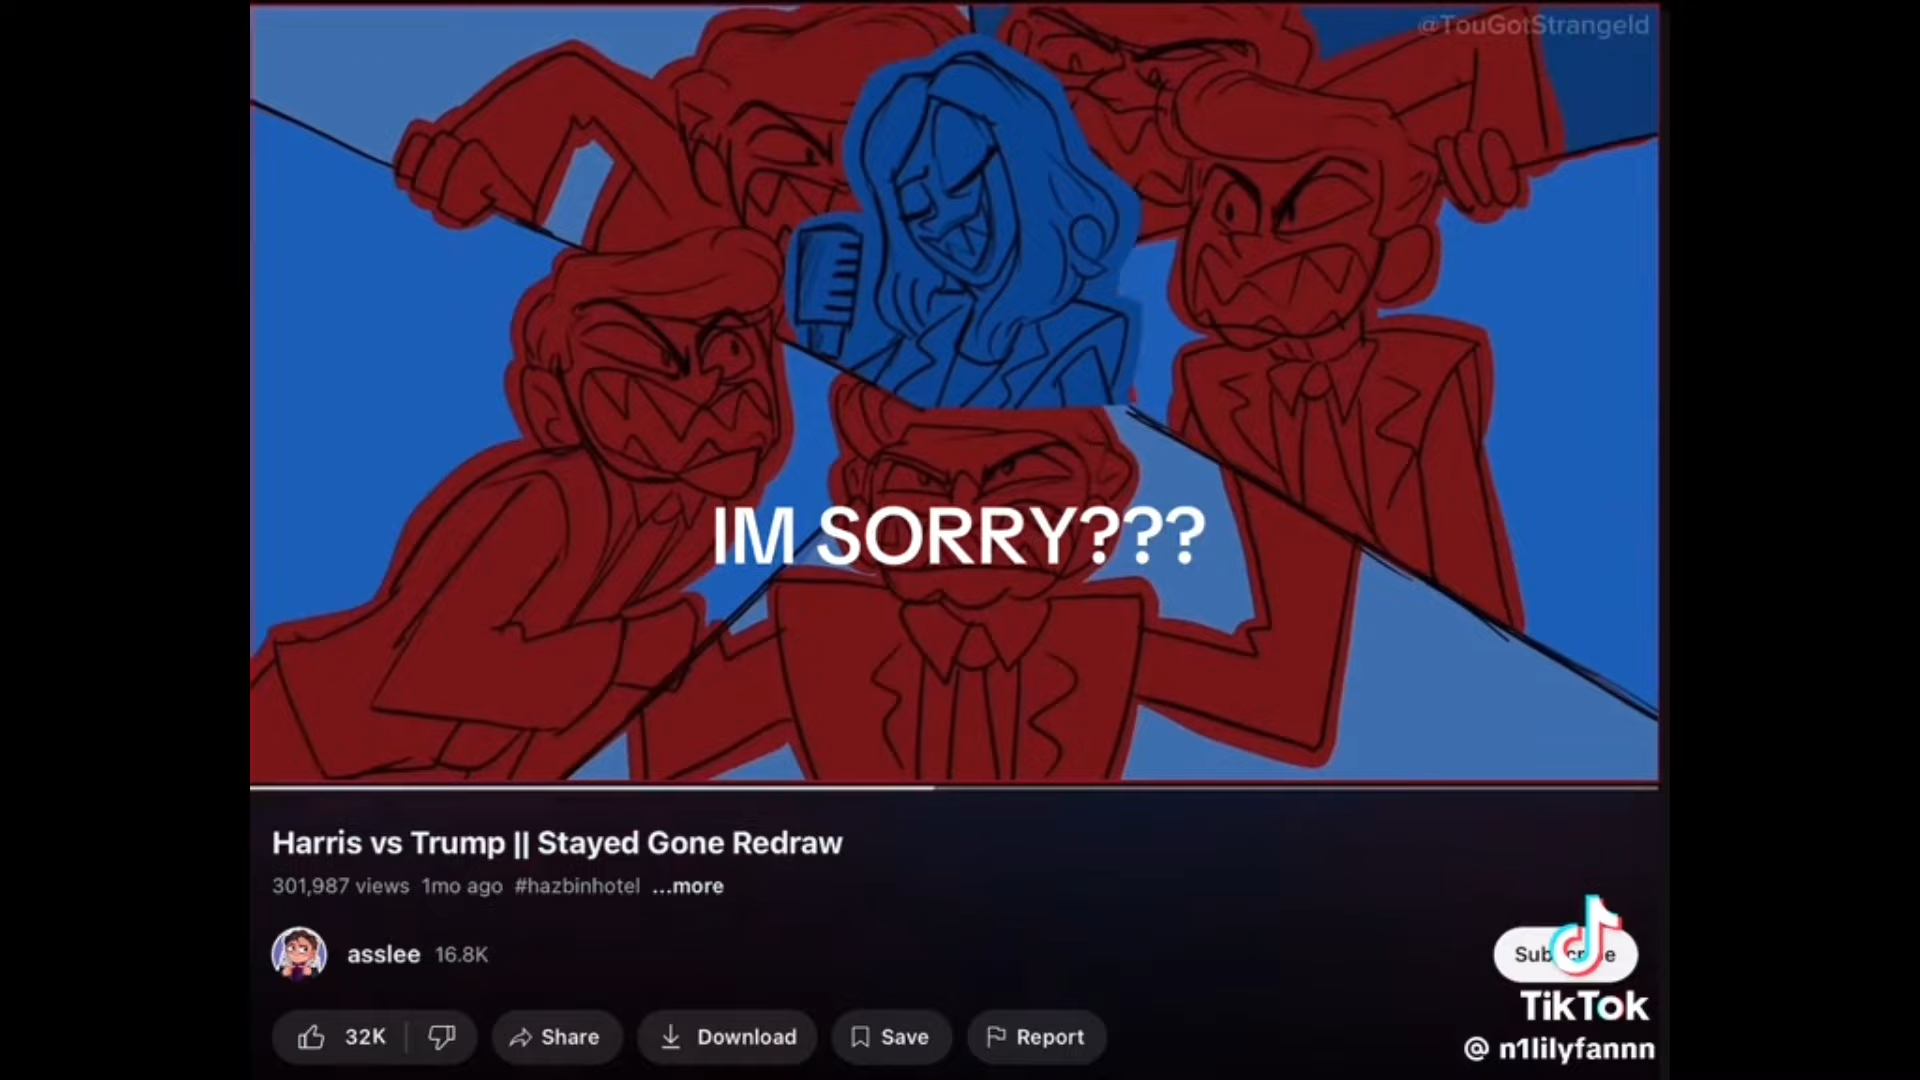 @TouGotStrangeld
IM SORRY???
Harris vs Trump || Stayed Gone Redraw
301,987 views 1mo ago #hazbinhotel ...more
asslee 16.8K
Subscribe
32K Share Download Save Report
TikTok
@ n1lilyfannn